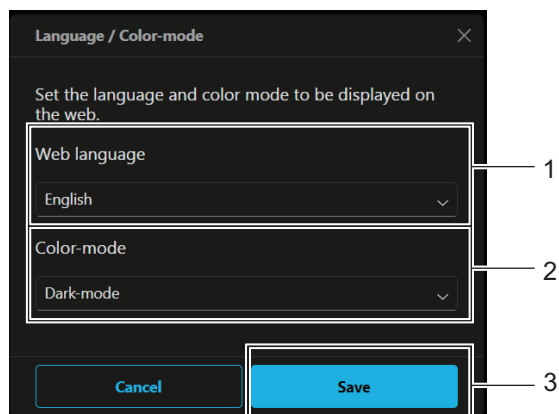 Language / Color-mode
Set the language and color mode to be displayed on
the web.
Web language
1
English
Color-mode
2
Dark-mode
Cancel
Save
3